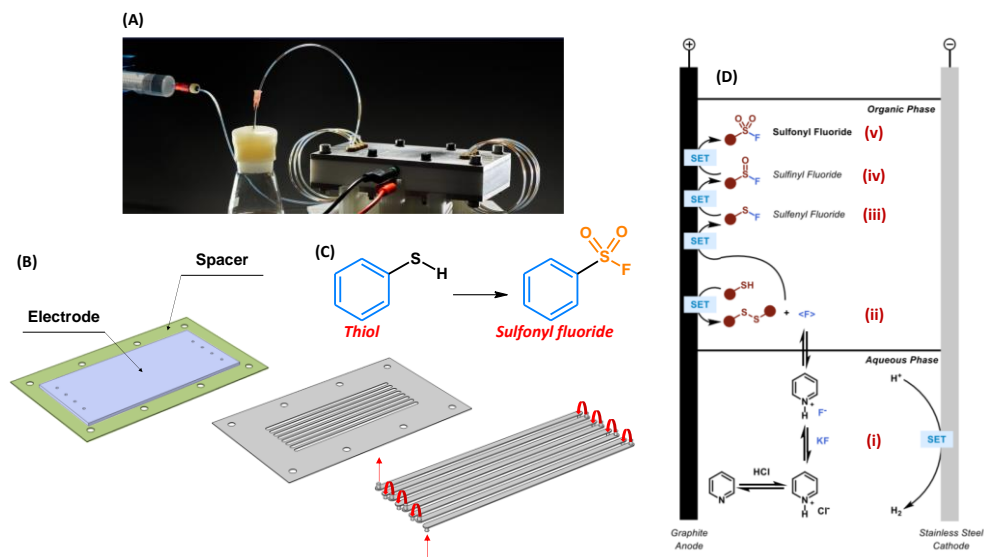 (A)
(B)
Spacer
Electrode
(C)
S
H
Thiol
O
O
S
F
Sulfonyl fluoride
+
−
(D)
Organic Phase
O
O
S
F
Sulfonyl Fluoride
(v)
SET
O
S
F
Sulfinyl Fluoride
(iv)
SET
S
F
Sulfenyl Fluoride
(iii)
SET
SH
SET
S
S
+
<F>
(ii)
Aqueous Phase
H+
N
+
H
F-
KF
(i)
SET
HCl
N
N
+
H
Cl-
H2
Graphite
Anode
Stainless Steel
Cathode